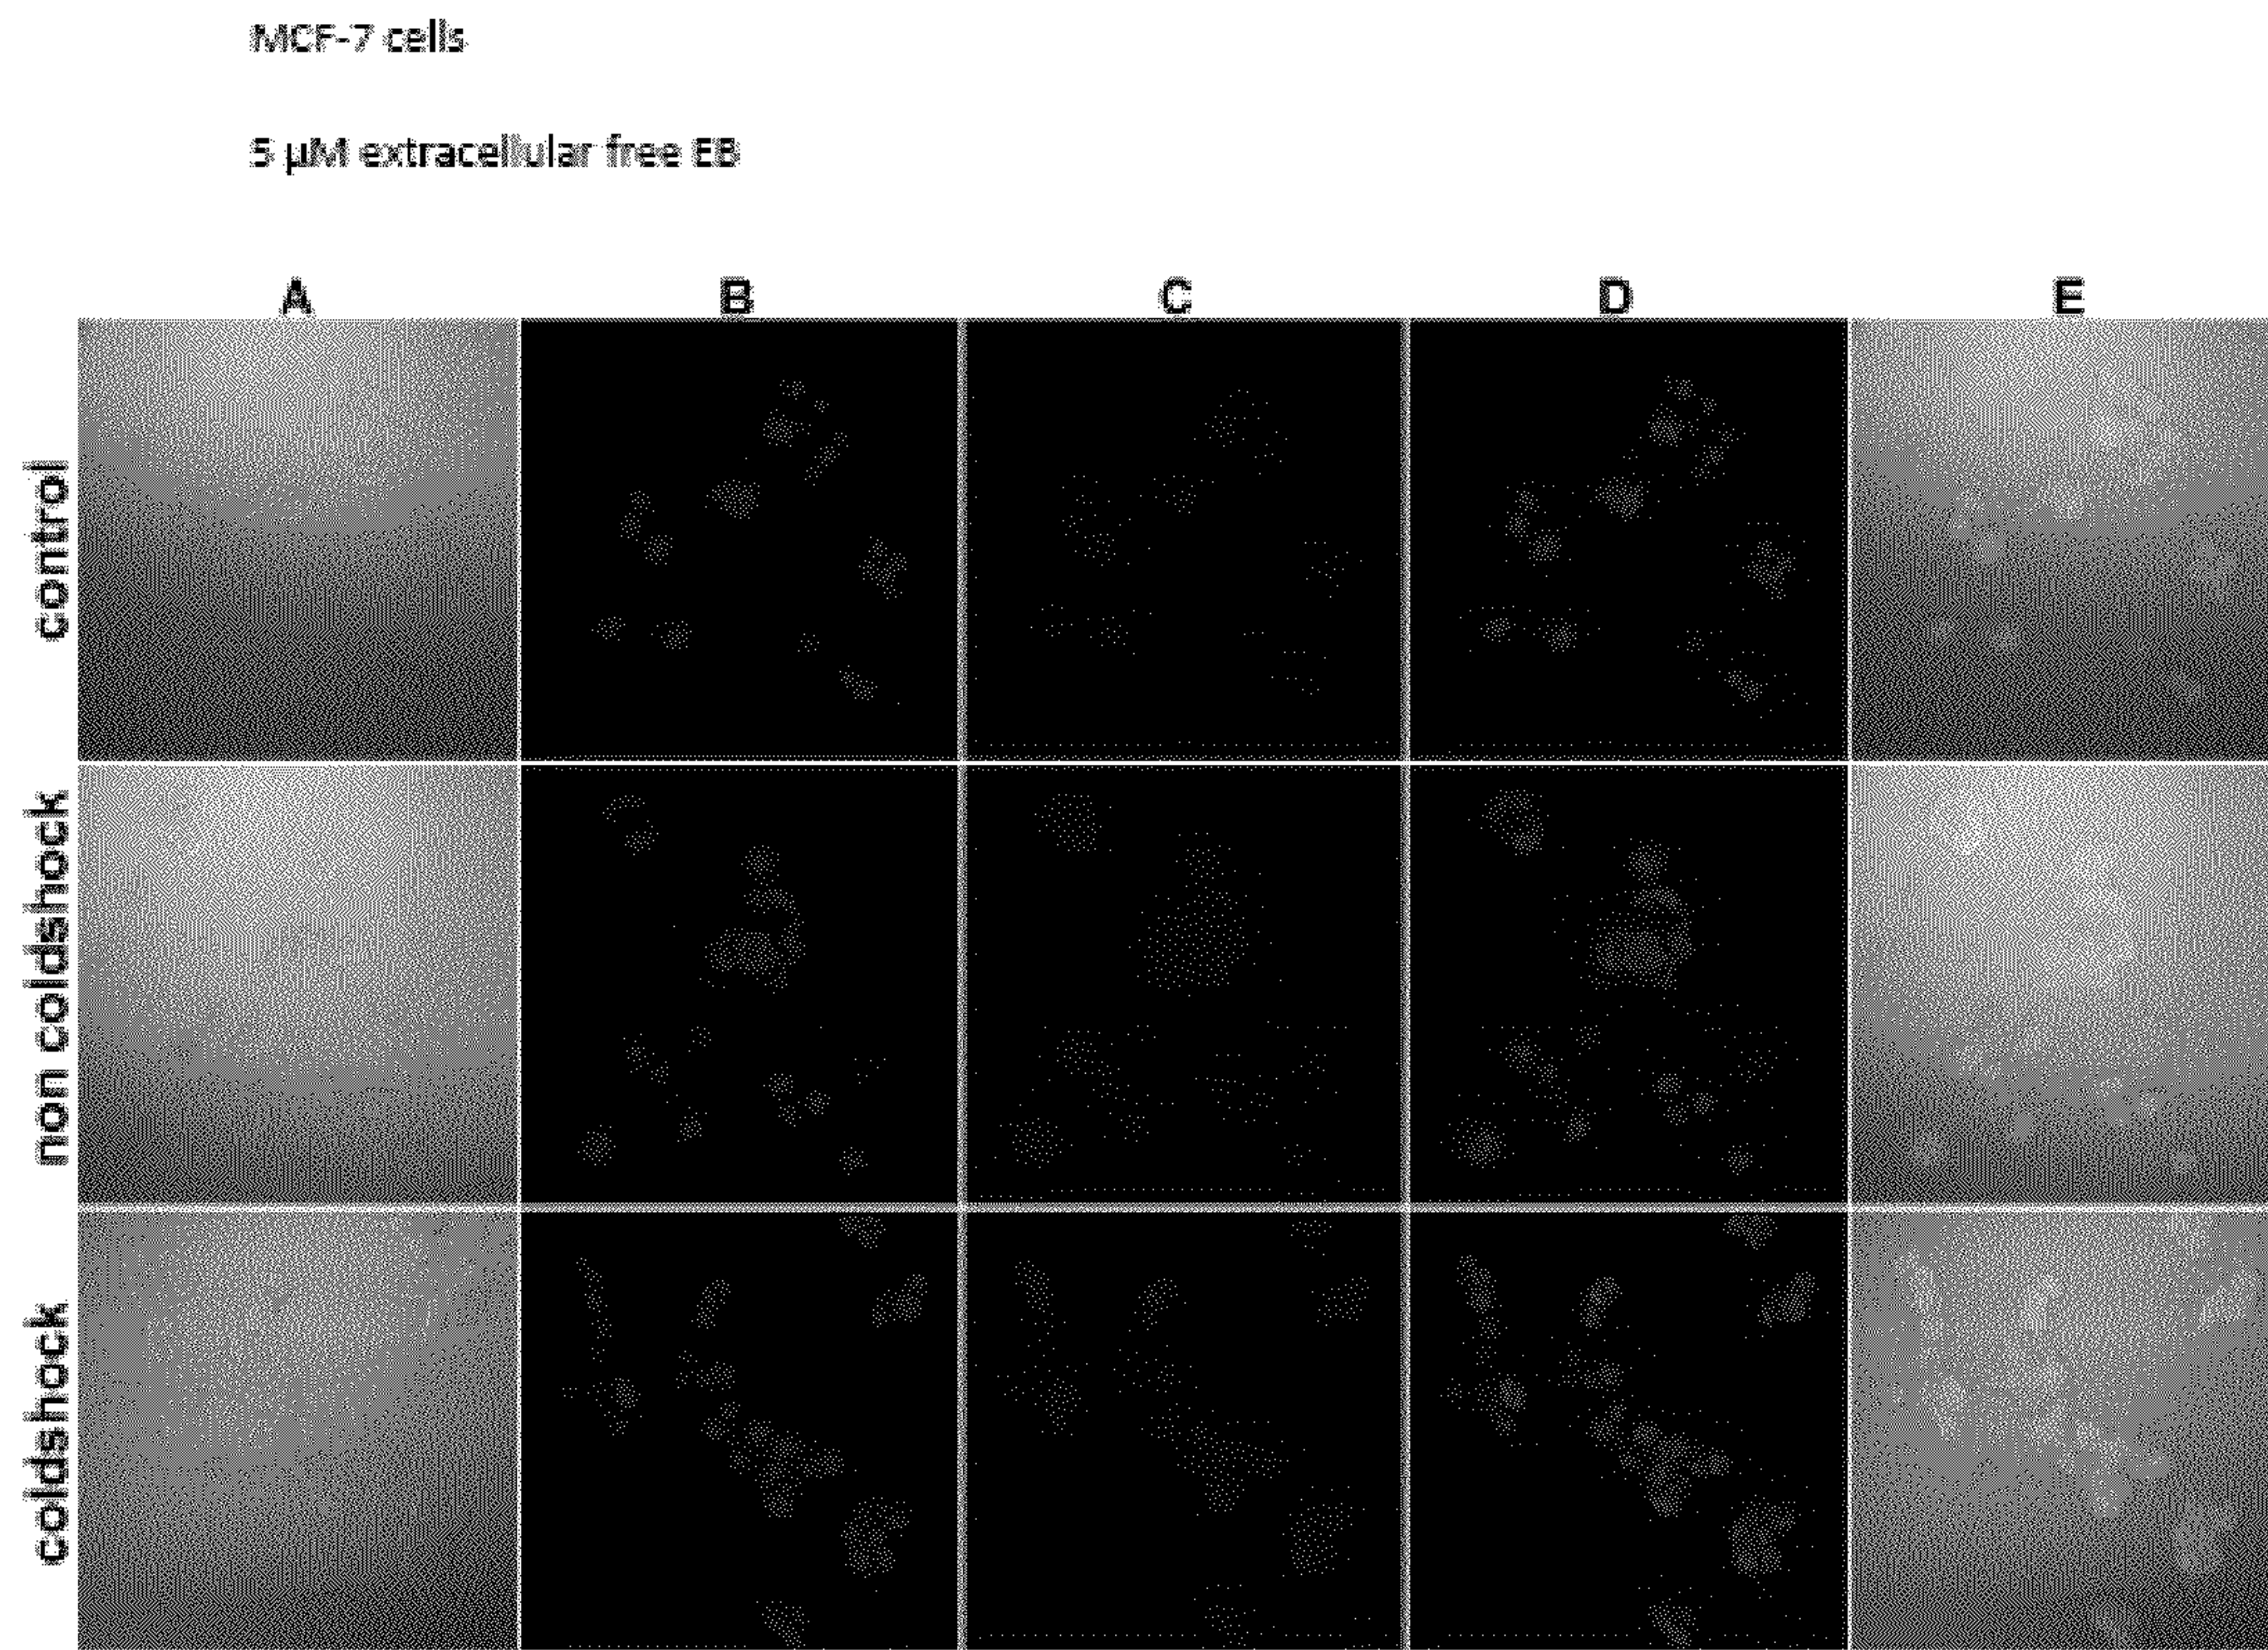 MCF-7 cells
5 µM extracellular free EB
A B C D E
control
non coldshock
coldshock